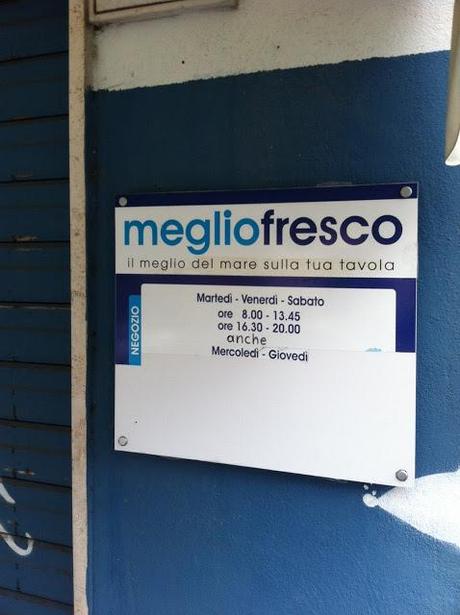 megliofresco
il meglio del mare sulla tua tavola
NEGOZIO
Martedì - Venerdì - Sabato
ore 8.00 - 13.45
ore 16.30 - 20.00
anche
Mercoledì - Giovedì